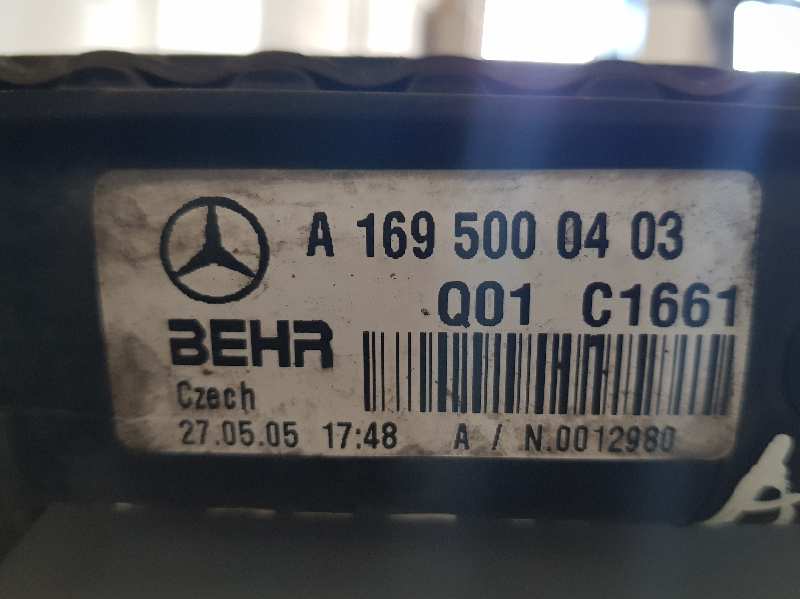 A 169 500 04 03
Q01 C1661
BEHR
Czech
27.05.05 17:48 A / N.0012980
A